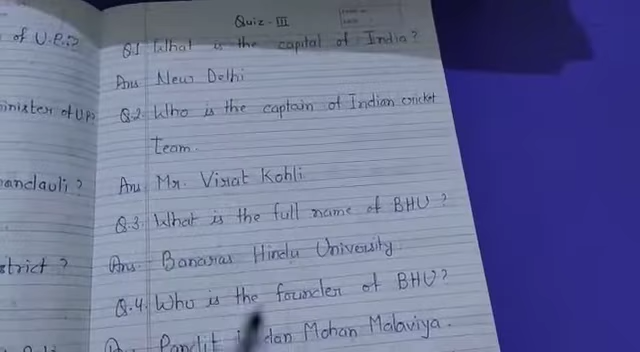 Quiz - III
of U.P.?
Q.1 What is the capital of India?
Ans New Delhi
Q.2. Who is the captain of Indian cricket
team.
inister of U.P?
Ans Mr. Virat Kohli
andauli?
Q.3. What is the full name of BHU?
Ans. Banaras Hindu University.
strict?
Q.4. Who is the founder of BHU?
Pandit dan Mohan Malaviya.